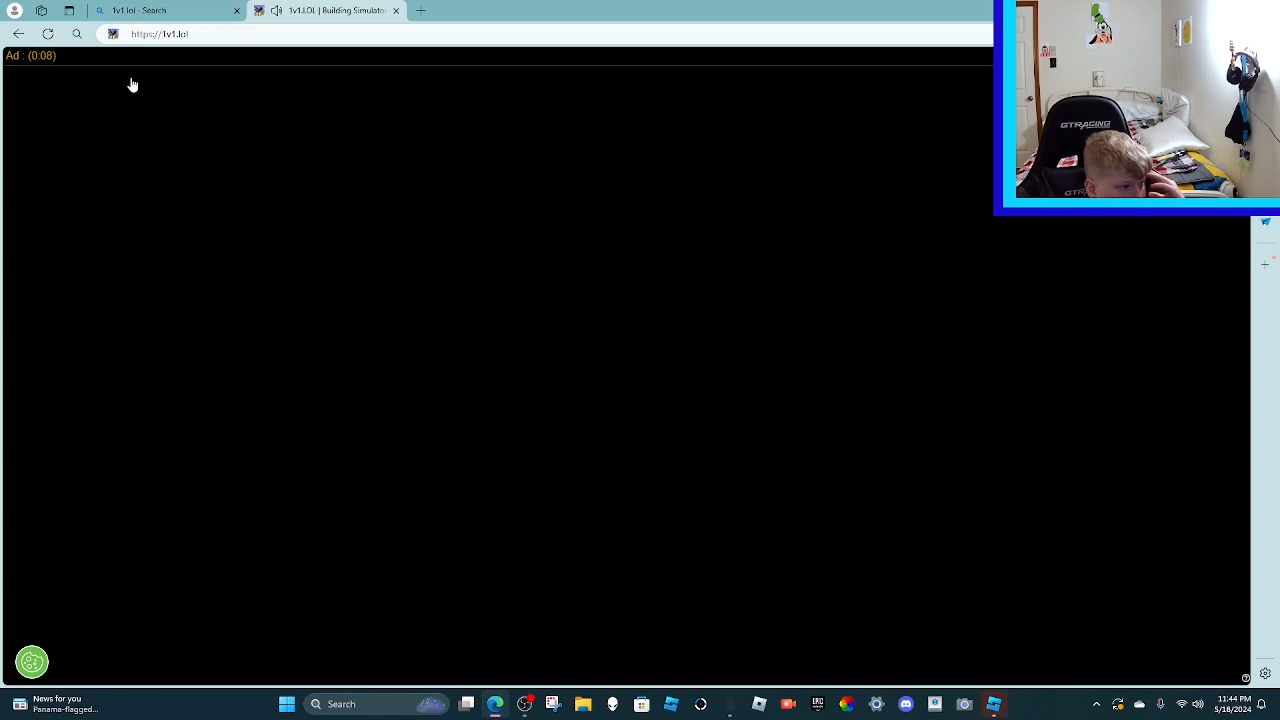 1v1 lol - Search
1v1.LOL | Building Simulator
https://1v1.lol
Ad : (0:08)
GTRACING
News for you
Panama-flagged...
Search
11:44 PM
5/18/2024